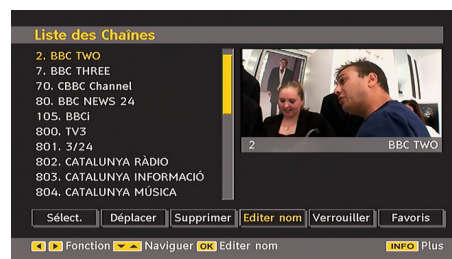 Liste des Chaînes
2. BBC TWO
7. BBC THREE
70. CBBC Channel
80. BBC NEWS 24
105. BBCi
800. TV3
801. 3/24
802. CATALUNYA RÀDIO
803. CATALUNYA INFORMACIÓ
804. CATALUNYA MÚSICA
2 BBC TWO
Sélect. Déplacer Supprimer Editer nom Verrouiller Favoris
Fonction Naviguer OK Editer nom INFO Plus